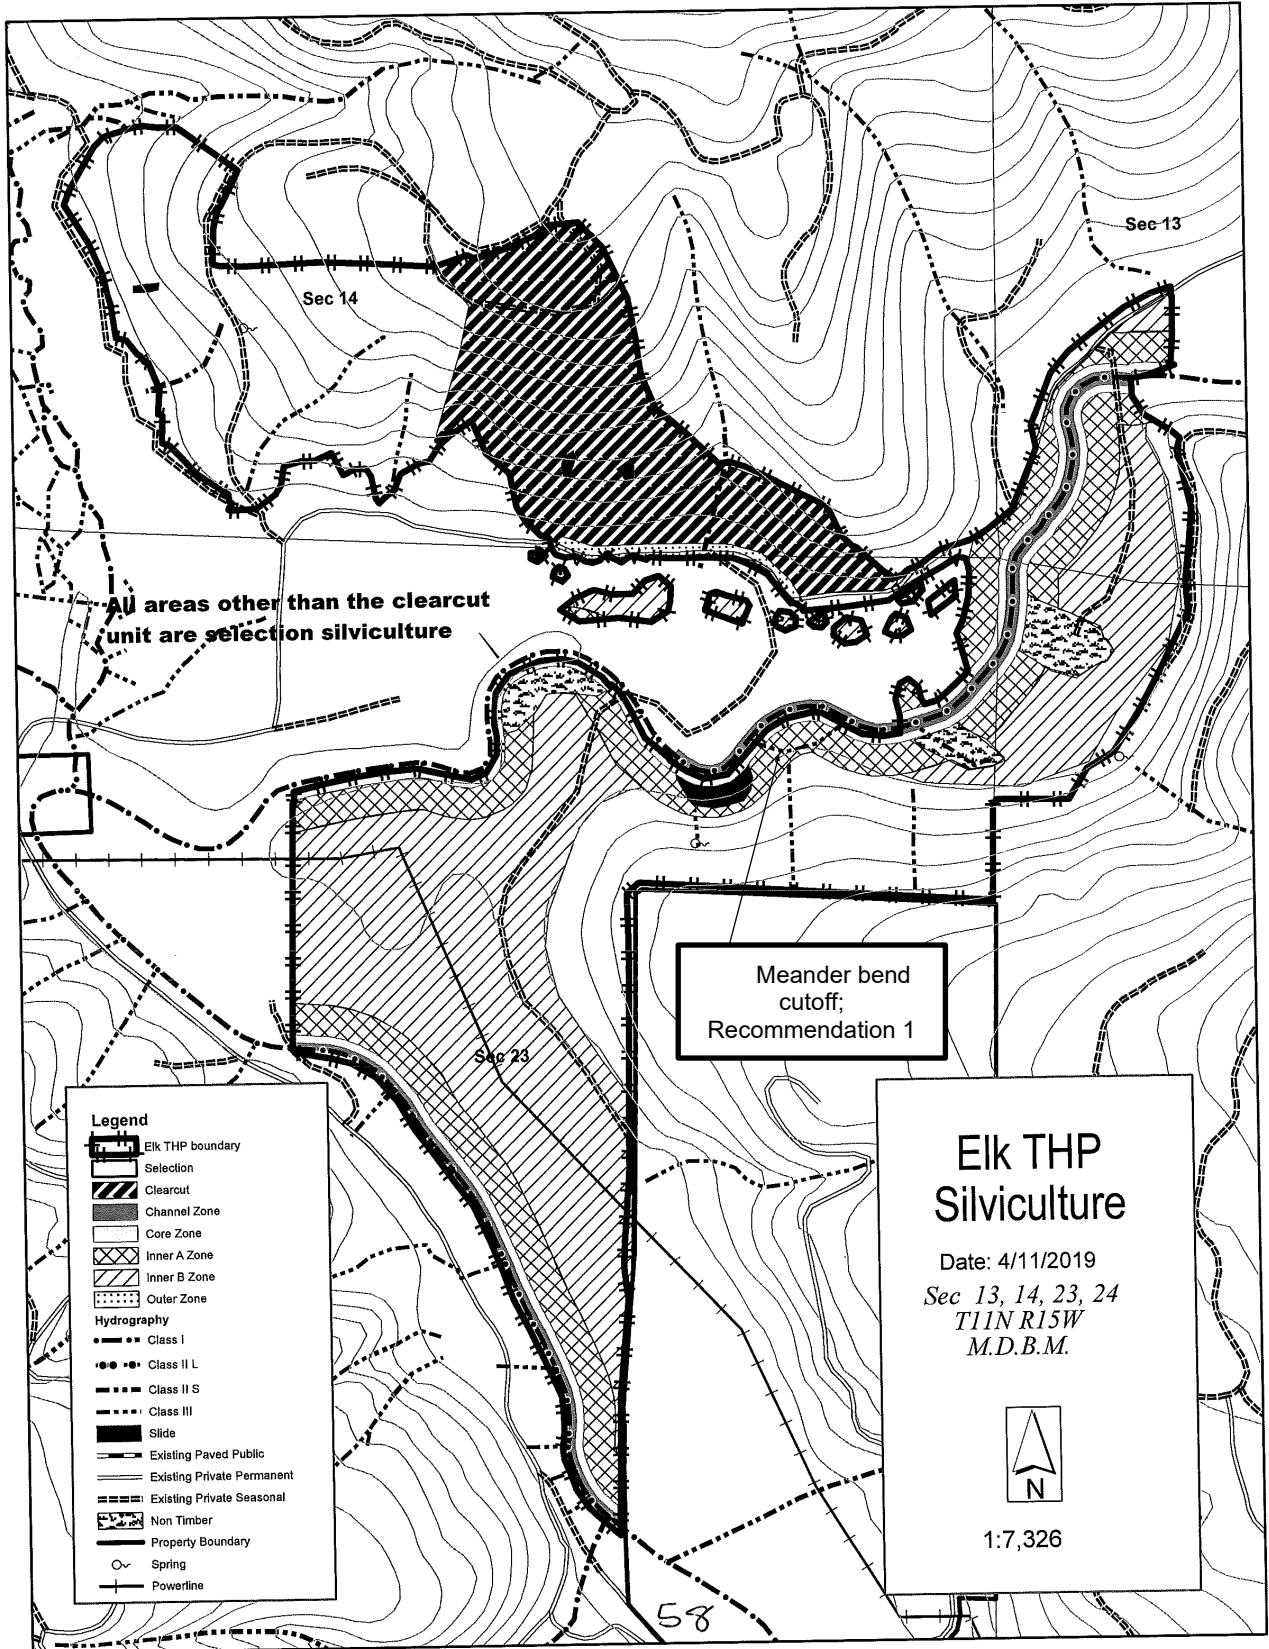 Sec 13
Sec 14
All areas other than the clearcut
unit are selection silviculture
Meander bend
cutoff;
Recommendation 1
Sec 23
Legend
Elk THP boundary
Selection
Clearcut
Channel Zone
Core Zone
Inner A Zone
Inner B Zone
Outer Zone
Hydrography
Class I
Class II L
Class II S
Class III
Slide
Existing Paved Public
Existing Private Permanent
Existing Private Seasonal
Non Timber
Property Boundary
Spring
Powerline
Elk THP
Silviculture
Date: 4/11/2019
Sec 13, 14, 23, 24
T11N R15W
M.D.B.M.
N
1:7,326
58